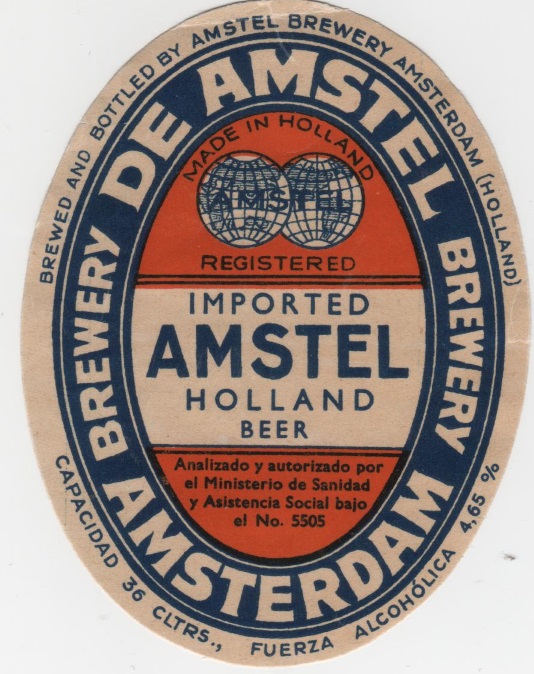 BREWED AND BOTTLED BY AMSTEL BREWERY AMSTERDAM (HOLLAND)
BREWERY DE AMSTEL BREWERY
MADE IN HOLLAND
AMSTEL
REGISTERED
IMPORTED
AMSTEL
HOLLAND
BEER
Analizado y autorizado por
el Ministerio de Sanidad
y Asistencia Social bajo
el No. 5505
AMSTERDAM
CAPACIDAD 36 CLTRS., FUERZA ALCOHÓLICA 4,65 %